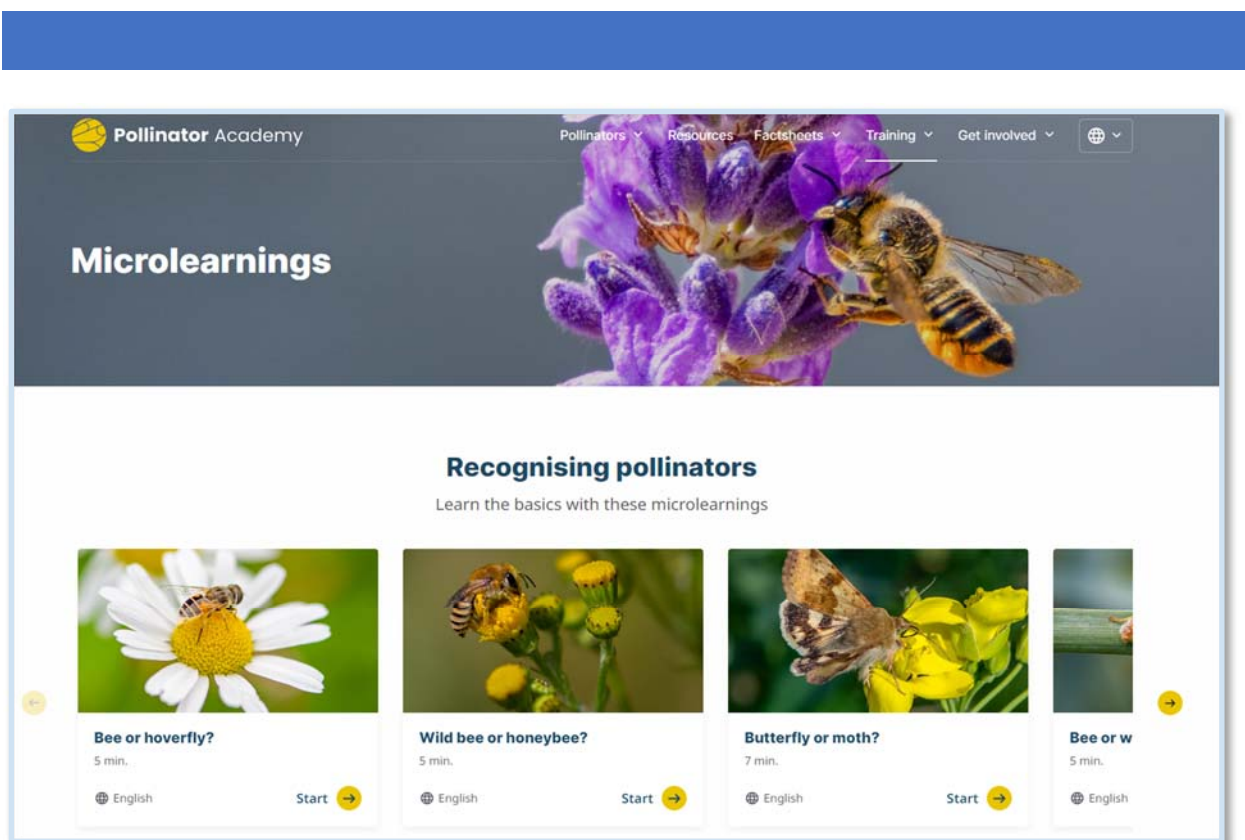 Pollinator Academy
Pollinators Resources Factsheets Training Get involved
Microlearnings
Recognising pollinators
Learn the basics with these microlearnings
Bee or hoverfly?
5 min.
English Start
Wild bee or honeybee?
5 min.
English Start
Butterfly or moth?
7 min.
English Start
Bee or w
5 min.
English